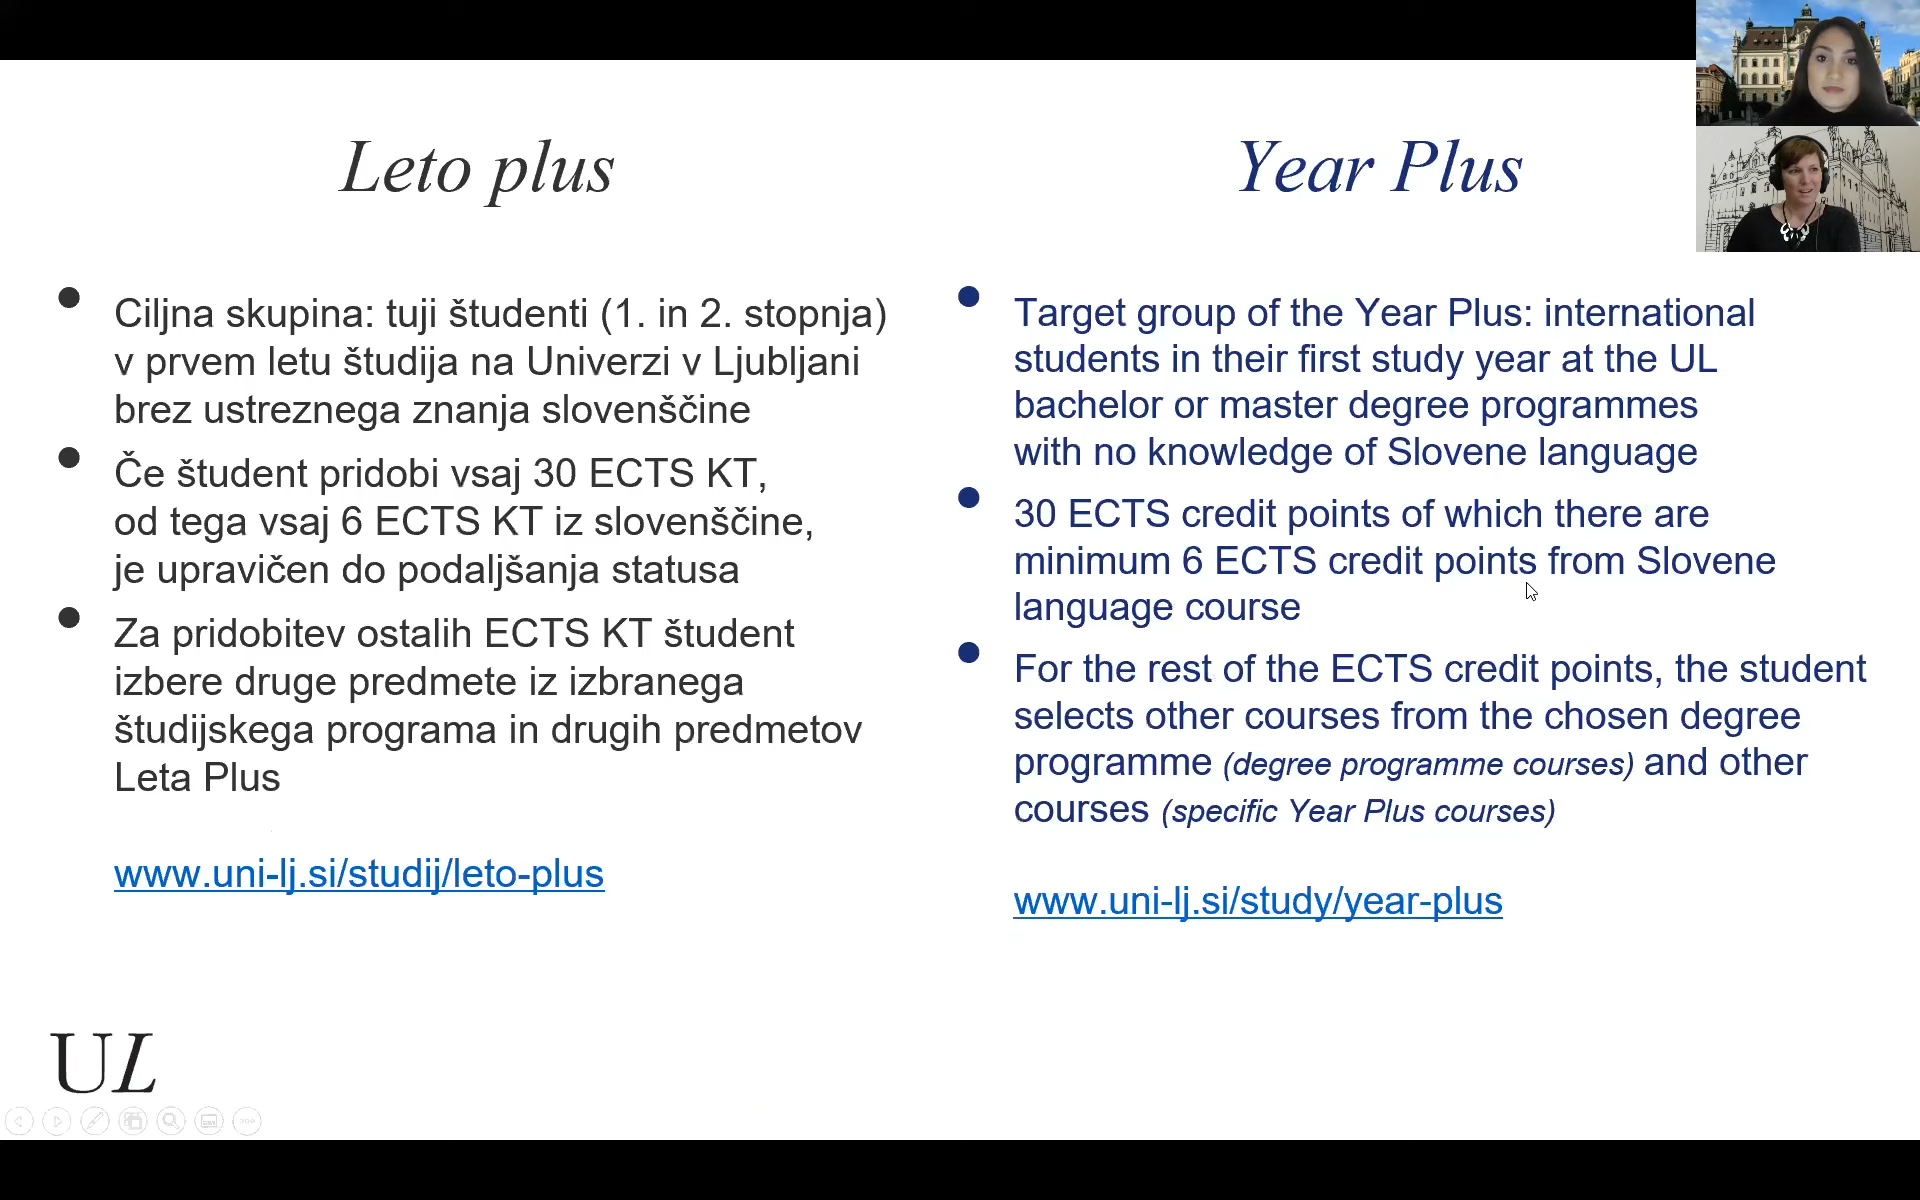 Leto plus
Ciljna skupina: tuji študenti (1. in 2. stopnja)
v prvem letu študija na Univerzi v Ljubljani
brez ustreznega znanja slovenščine
Če študent pridobi vsaj 30 ECTS KT,
od tega vsaj 6 ECTS KT iz slovenščine,
je upravičen do podaljšanja statusa
Za pridobitev ostalih ECTS KT študent
izbere druge predmete iz izbranega
študijskega programa in drugih predmetov
Leta Plus
www.uni-lj.si/studij/leto-plus
Year Plus
Target group of the Year Plus: international
students in their first study year at the UL
bachelor or master degree programmes
with no knowledge of Slovene language
30 ECTS credit points of which there are
minimum 6 ECTS credit points from Slovene
language course
For the rest of the ECTS credit points, the student
selects other courses from the chosen degree
programme (degree programme courses) and other
courses (specific Year Plus courses)
www.uni-lj.si/study/year-plus
UL